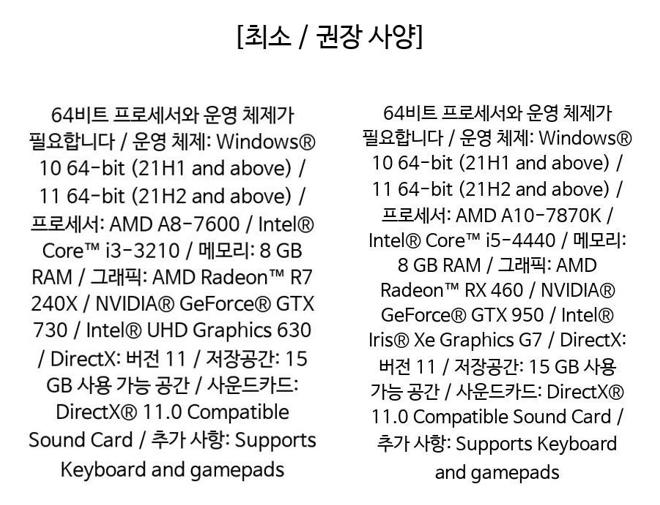 [최소 / 권장 사양]
64비트 프로세서와 운영 체제가
필요합니다 / 운영 체제: Windows®
10 64-bit (21H1 and above) /
11 64-bit (21H2 and above) /
프로세서: AMD A8-7600 / Intel®
Core™ i3-3210 / 메모리: 8 GB
RAM / 그래픽: AMD Radeon™ R7
240X / NVIDIA® GeForce® GTX
730 / Intel® UHD Graphics 630
/ DirectX: 버전 11 / 저장공간: 15
GB 사용 가능 공간 / 사운드카드:
DirectX® 11.0 Compatible
Sound Card / 추가 사항: Supports
Keyboard and gamepads
64비트 프로세서와 운영 체제가
필요합니다 / 운영 체제: Windows®
10 64-bit (21H1 and above) /
11 64-bit (21H2 and above) /
프로세서: AMD A10-7870K /
Intel® Core™ i5-4440 / 메모리:
8 GB RAM / 그래픽: AMD
Radeon™ RX 460 / NVIDIA®
GeForce® GTX 950 / Intel®
Iris® Xe Graphics G7 / DirectX:
버전 11 / 저장공간: 15 GB 사용
가능 공간 / 사운드카드: DirectX®
11.0 Compatible Sound Card /
추가 사항: Supports Keyboard
and gamepads